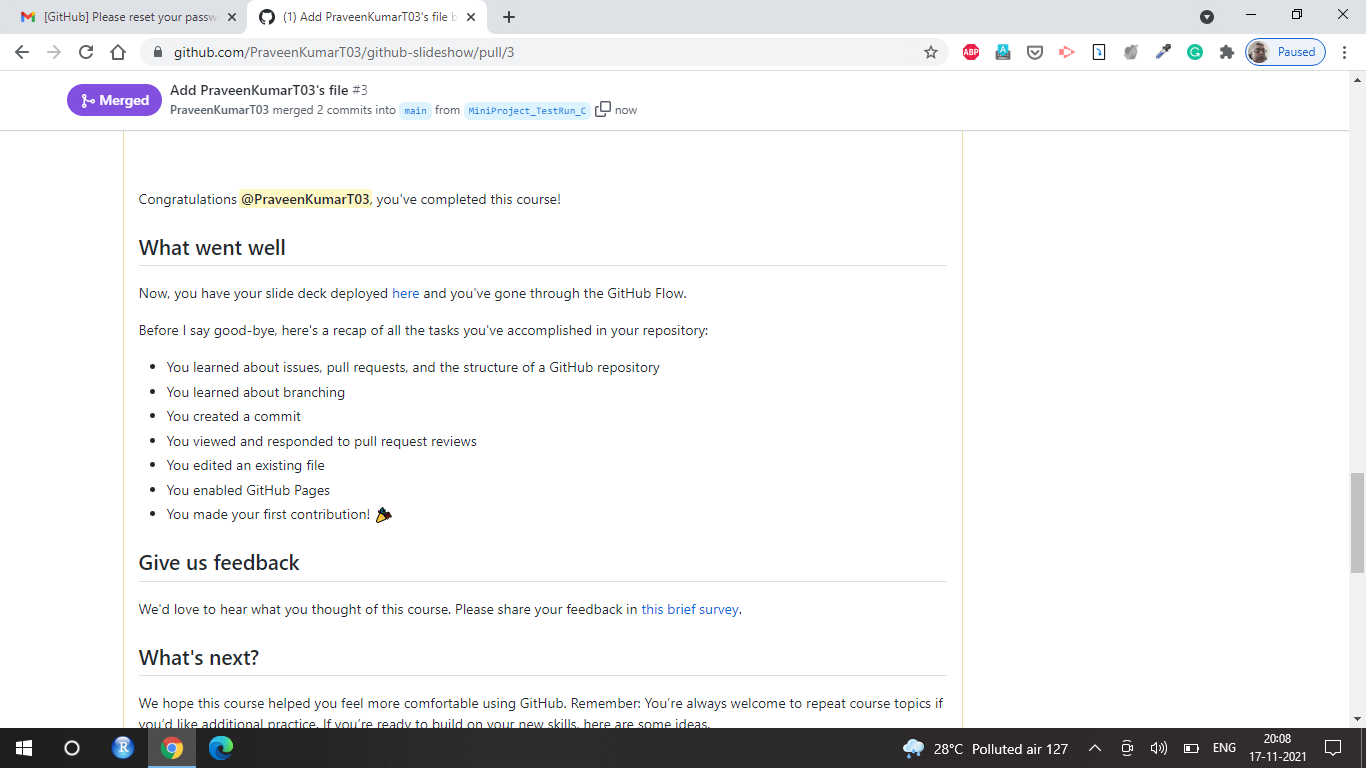 [GitHub] Please reset your passw
(1) Add PraveenKumarT03's file b
github.com/PraveenKumarT03/github-slideshow/pull/3
ABP
Paused
Merged
Add PraveenKumarT03's file #3
PraveenKumarT03 merged 2 commits into main from MiniProject_TestRun_C now
Congratulations @PraveenKumarT03, you've completed this course!
What went well
Now, you have your slide deck deployed here and you've gone through the GitHub Flow.
Before I say good-bye, here's a recap of all the tasks you've accomplished in your repository:
• You learned about issues, pull requests, and the structure of a GitHub repository
• You learned about branching
• You created a commit
• You viewed and responded to pull request reviews
• You edited an existing file
• You enabled GitHub Pages
• You made your first contribution!
Give us feedback
We'd love to hear what you thought of this course. Please share your feedback in this brief survey.
What's next?
We hope this course helped you feel more comfortable using GitHub. Remember: You're always welcome to repeat course topics if
you'd like additional practice. If you're ready to build on your new skills, here are some ideas.
R
28°C Polluted air 127
ENG
20:08
17-11-2021